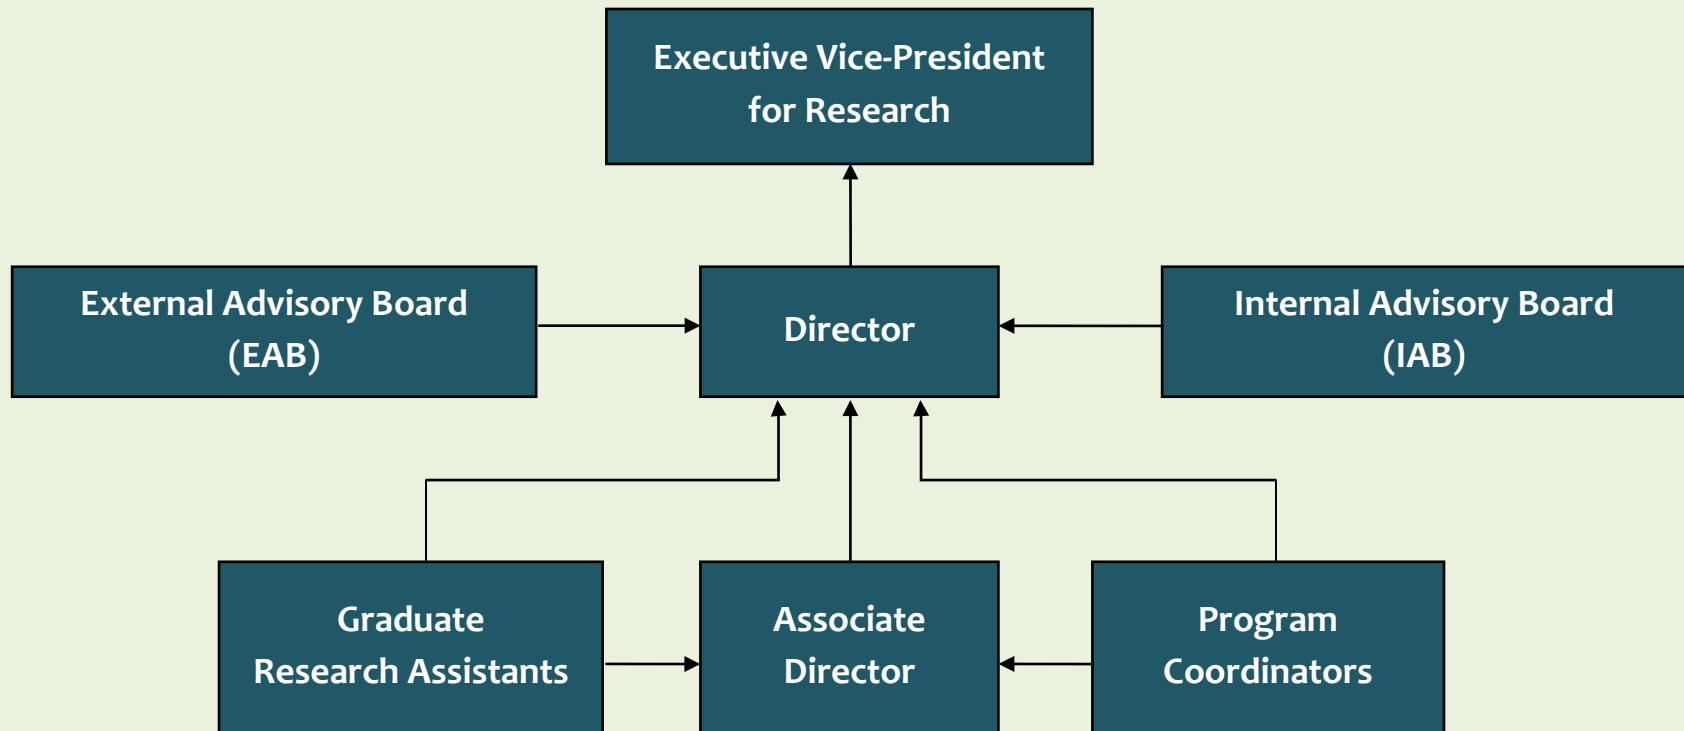 Executive Vice-President
for Research
External Advisory Board
(EAB)
Director
Internal Advisory Board
(IAB)
Graduate
Research Assistants
Associate
Director
Program
Coordinators